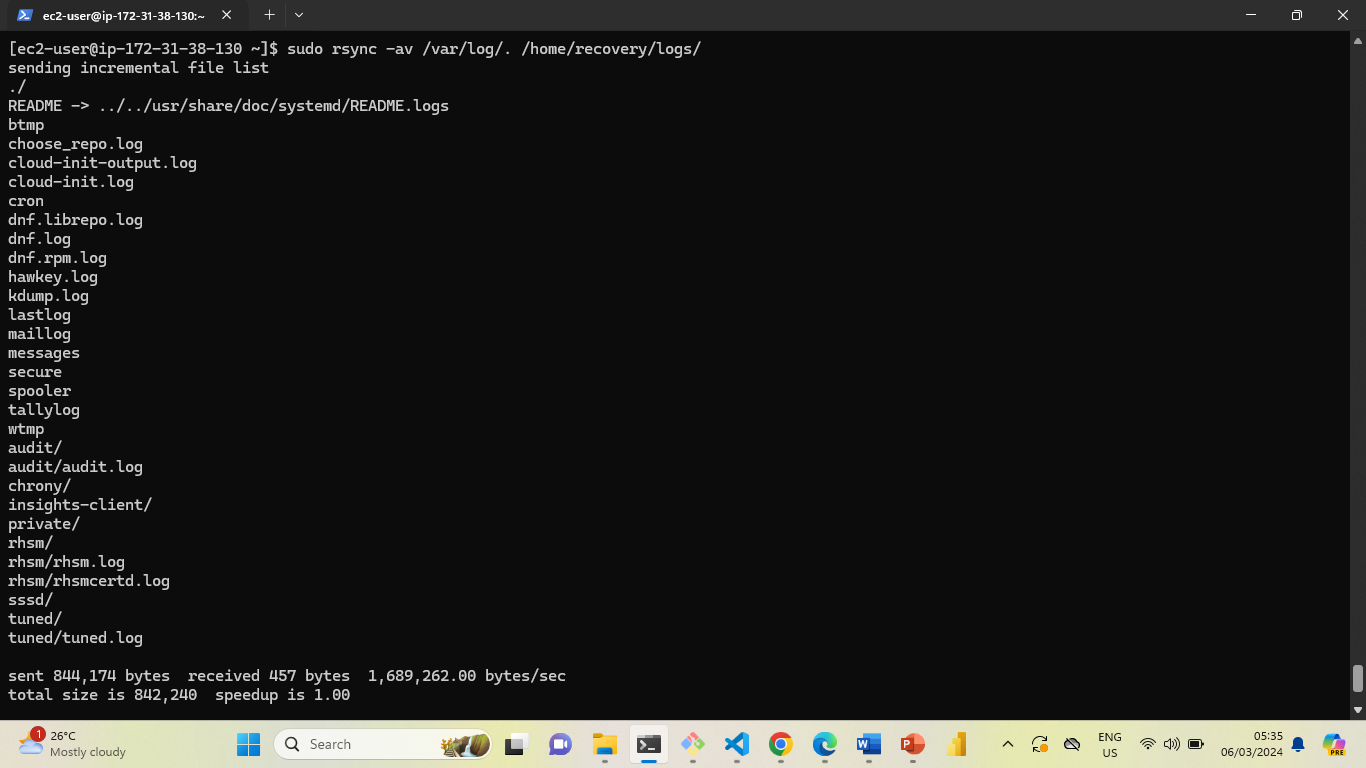 ec2-user@ip-172-31-38-130:~
[ec2-user@ip-172-31-38-130 ~]$ sudo rsync -av /var/log/. /home/recovery/logs/
sending incremental file list
./
README -> ../../usr/share/doc/systemd/README.logs
btmp
choose_repo.log
cloud-init-output.log
cloud-init.log
cron
dnf.librepo.log
dnf.log
dnf.rpm.log
hawkey.log
kdump.log
lastlog
maillog
messages
secure
spooler
tallylog
wtmp
audit/
audit/audit.log
chrony/
insights-client/
private/
rhsm/
rhsm/rhsm.log
rhsm/rhsmcertd.log
sssd/
tuned/
tuned/tuned.log
sent 844,174 bytes  received 457 bytes  1,689,262.00 bytes/sec
total size is 842,240  speedup is 1.00
1
26°C
Mostly cloudy
Search
ENG
US
05:35
06/03/2024
PRE